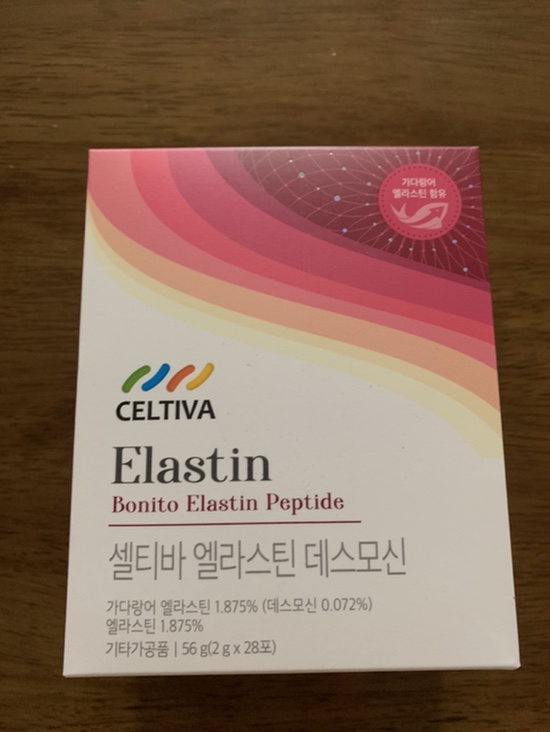 가다랑어
엘라스틴 함유
CELTIVA
Elastin
Bonito Elastin Peptide
셀티바 엘라스틴 데스모신
가다랑어 엘라스틴 1.875% (데스모신 0.072%)
엘라스틴 1.875%
기타가공품 | 56 g(2 g x 28포)